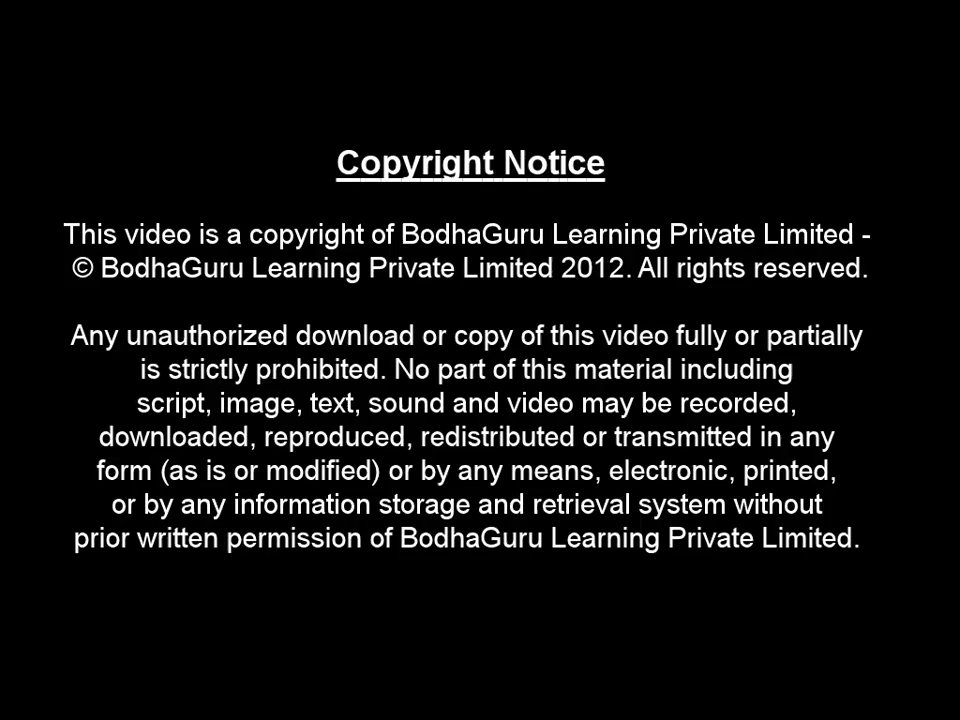 Copyright Notice
This video is a copyright of BodhaGuru Learning Private Limited -
© BodhaGuru Learning Private Limited 2012. All rights reserved.
Any unauthorized download or copy of this video fully or partially
is strictly prohibited. No part of this material including
script, image, text, sound and video may be recorded,
downloaded, reproduced, redistributed or transmitted in any
form (as is or modified) or by any means, electronic, printed,
or by any information storage and retrieval system without
prior written permission of BodhaGuru Learning Private Limited.